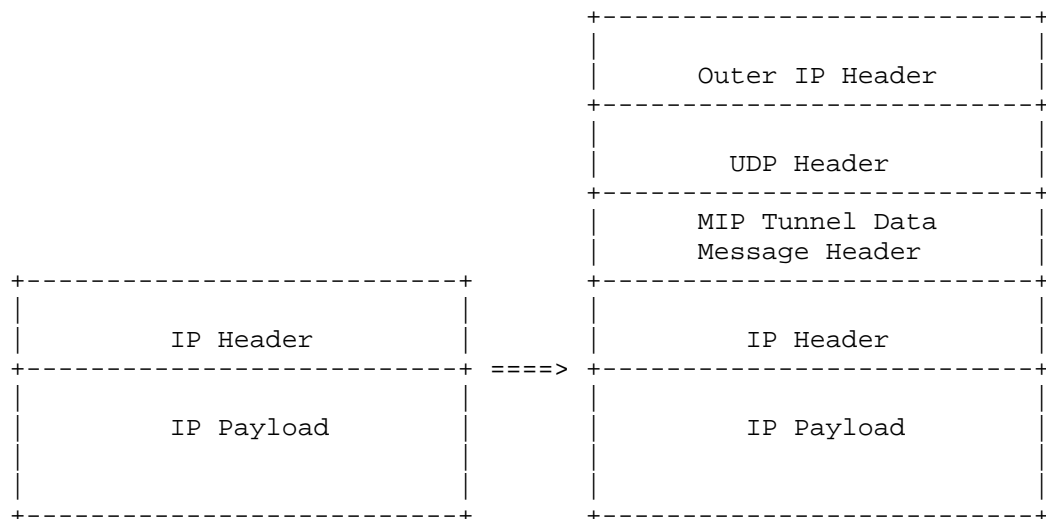 Outer IP Header
UDP Header
MIP Tunnel Data
Message Header
IP Header IP Header
====>
IP Payload IP Payload